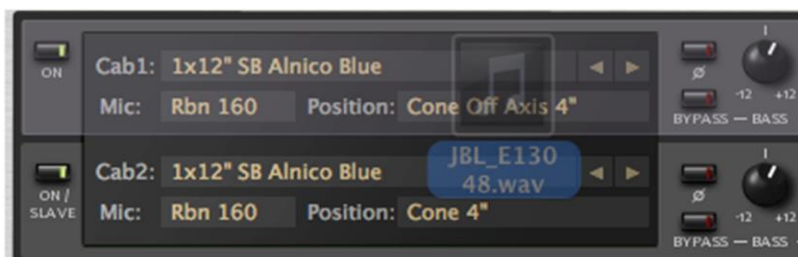 ON Cab1: 1x12" SB Alnico Blue ◄ ► Ø -12 +12
Mic: Rbn 160 Position: Cone Off Axis 4" BYPASS — BASS
JBL_E130
48.wav
ON /
SLAVE Cab2: 1x12" SB Alnico Blue ◄ ► Ø -12 +12
Mic: Rbn 160 Position: Cone 4" BYPASS — BASS